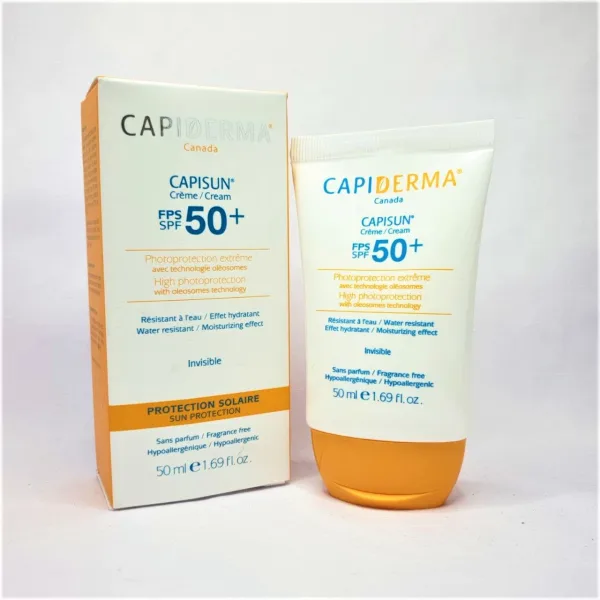 CAPIDERMA®
Canada
CAPISUN®
Crème / Cream
FPS
SPF 50+
Photoprotection extrême
avec technologie oléosomes
High photoprotection
with oleosomes technology
Résistant à l'eau / Effet hydratant
Water resistant / Moisturizing effect
Invisible
PROTECTION SOLAIRE
SUN PROTECTION
Sans parfum / Fragrance free
Hypoallergénique / Hypoallergenic
50 ml e 1.69 fl. oz.
CAPIDERMA®
Canada
CAPISUN®
Crème / Cream
FPS
SPF 50+
Photoprotection extrême
avec technologie oléosomes
High photoprotection
with oleosomes technology
Résistant à l'eau / Water resistant
Effet hydratant / Moisturizing effect
Invisible
Sans parfum / Fragrance free
Hypoallergénique / Hypoallergenic
50 ml e 1.69 fl. oz.